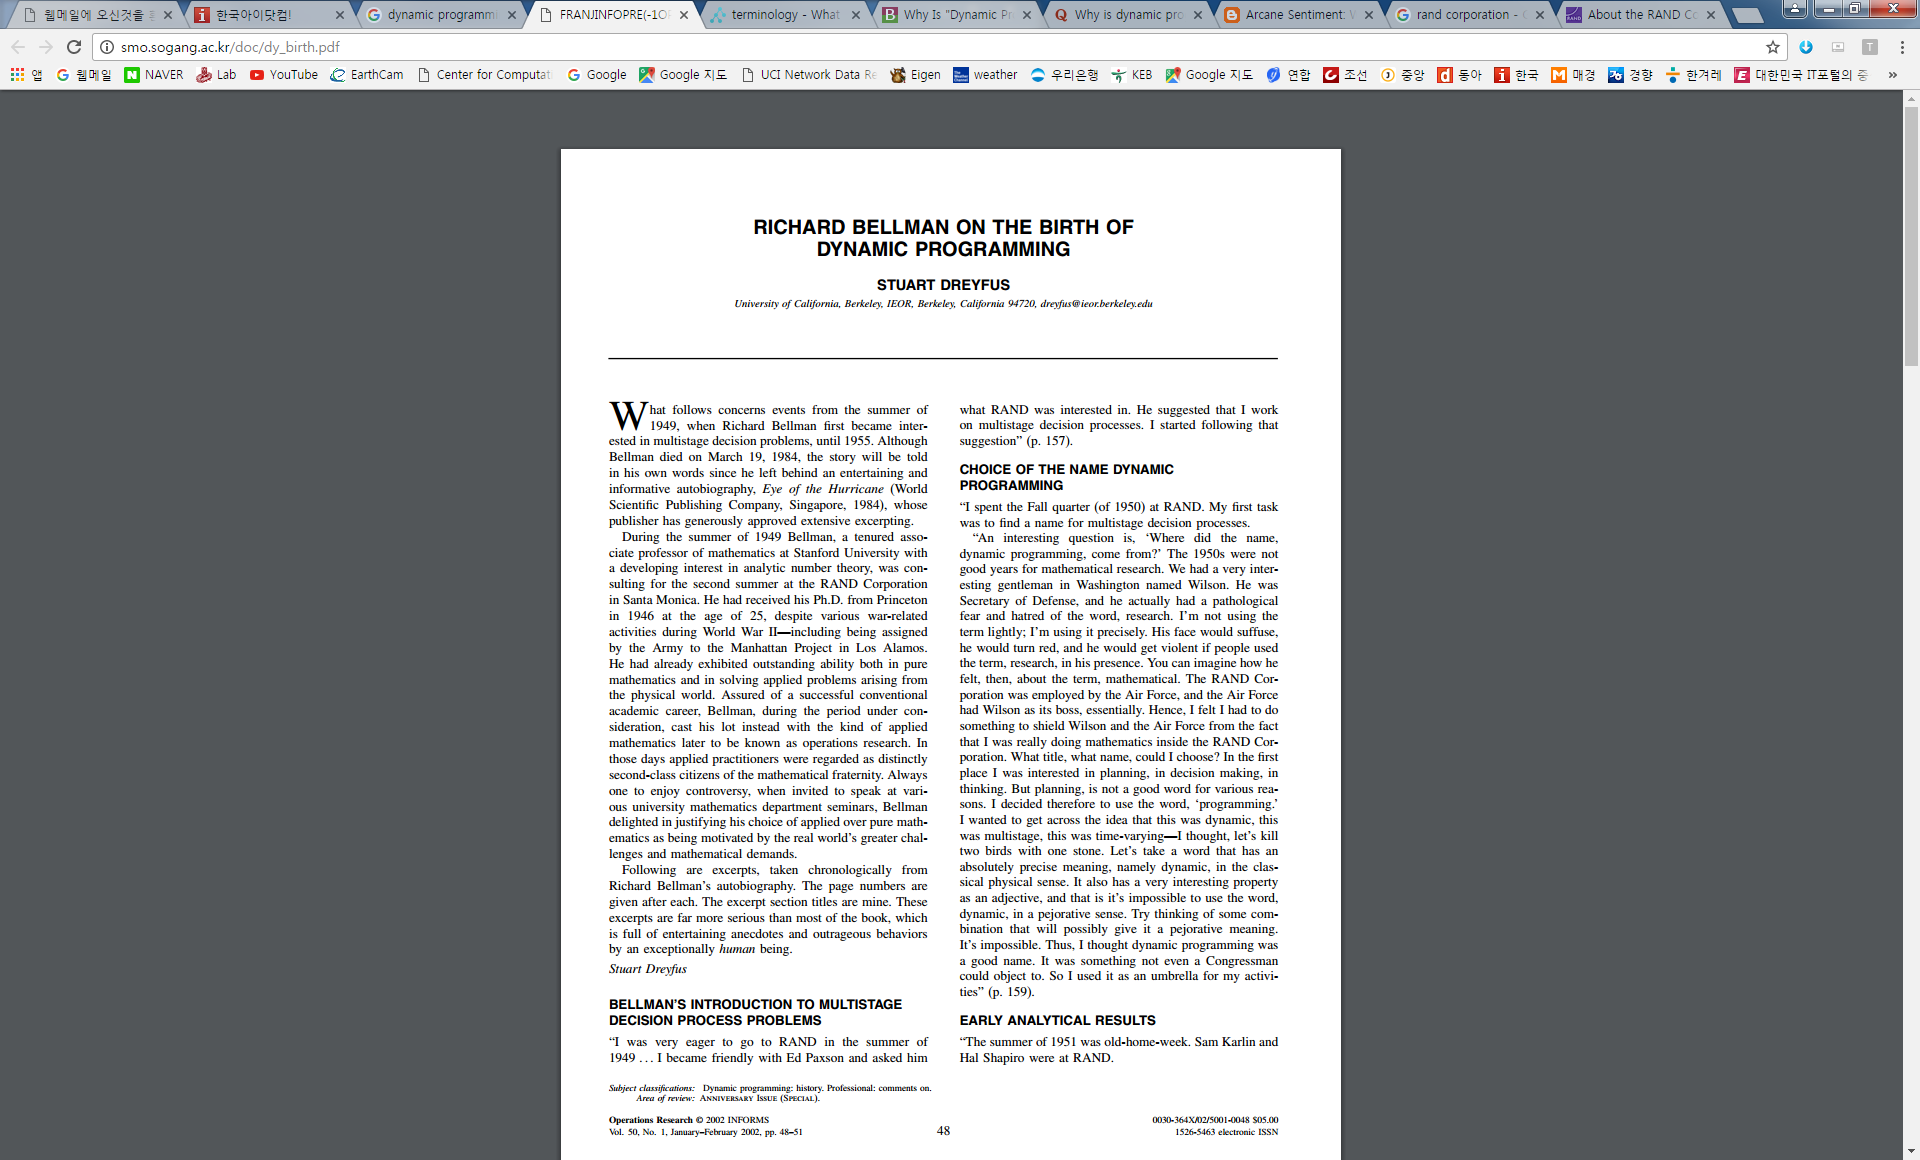 웹메일에 오신것을 환
한국아이닷컴!
dynamic programmi
FRANJINFOPRE(-1OF
terminology - What
Why Is "Dynamic Pr
Why is dynamic pro
Arcane Sentiment: W
rand corporation - G
About the RAND Co
smo.sogang.ac.kr/doc/dy_birth.pdf
앱 웹메일 NAVER Lab YouTube EarthCam Center for Computat Google Google 지도 UCI Network Data Re Eigen weather 우리은행 KEB Google 지도 연합 조선 중앙 동아 한국 매경 경향 한겨레 대한민국 IT포털의 중 »
RICHARD BELLMAN ON THE BIRTH OF
DYNAMIC PROGRAMMING
STUART DREYFUS
University of California, Berkeley, IEOR, Berkeley, California 94720, dreyfus@ieor.berkeley.edu
What follows concerns events from the summer of
1949, when Richard Bellman first became inter-
ested in multistage decision problems, until 1955. Although
Bellman died on March 19, 1984, the story will be told
in his own words since he left behind an entertaining and
informative autobiography, Eye of the Hurricane (World
Scientific Publishing Company, Singapore, 1984), whose
publisher has generously approved extensive excerpting.
During the summer of 1949 Bellman, a tenured asso-
ciate professor of mathematics at Stanford University with
a developing interest in analytic number theory, was con-
sulting for the second summer at the RAND Corporation
in Santa Monica. He had received his Ph.D. from Princeton
in 1946 at the age of 25, despite various war-related
activities during World War II—including being assigned
by the Army to the Manhattan Project in Los Alamos.
He had already exhibited outstanding ability both in pure
mathematics and in solving applied problems arising from
the physical world. Assured of a successful conventional
academic career, Bellman, during the period under con-
sideration, cast his lot instead with the kind of applied
mathematics later to be known as operations research. In
those days applied practitioners were regarded as distinctly
second-class citizens of the mathematical fraternity. Always
one to enjoy controversy, when invited to speak at vari-
ous university mathematics department seminars, Bellman
delighted in justifying his choice of applied over pure math-
ematics as being motivated by the real world's greater chal-
lenges and mathematical demands.
Following are excerpts, taken chronologically from
Richard Bellman's autobiography. The page numbers are
given after each. The excerpt section titles are mine. These
excerpts are far more serious than most of the book, which
is full of entertaining anecdotes and outrageous behaviors
by an exceptionally human being.
Stuart Dreyfus
BELLMAN'S INTRODUCTION TO MULTISTAGE
DECISION PROCESS PROBLEMS
“I was very eager to go to RAND in the summer of
1949 . . . I became friendly with Ed Paxson and asked him
what RAND was interested in. He suggested that I work
on multistage decision processes. I started following that
suggestion” (p. 157).
CHOICE OF THE NAME DYNAMIC
PROGRAMMING
“I spent the Fall quarter (of 1950) at RAND. My first task
was to find a name for multistage decision processes.
“An interesting question is, ‘Where did the name,
dynamic programming, come from?’ The 1950s were not
good years for mathematical research. We had a very inter-
esting gentleman in Washington named Wilson. He was
Secretary of Defense, and he actually had a pathological
fear and hatred of the word, research. I'm not using the
term lightly; I'm using it precisely. His face would suffuse,
he would turn red, and he would get violent if people used
the term, research, in his presence. You can imagine how he
felt, then, about the term, mathematical. The RAND Cor-
poration was employed by the Air Force, and the Air Force
had Wilson as its boss, essentially. Hence, I felt I had to do
something to shield Wilson and the Air Force from the fact
that I was really doing mathematics inside the RAND Cor-
poration. What title, what name, could I choose? In the first
place I was interested in planning, in decision making, in
thinking. But planning, is not a good word for various rea-
sons. I decided therefore to use the word, ‘programming.’
I wanted to get across the idea that this was dynamic, this
was multistage, this was time-varying—I thought, let's kill
two birds with one stone. Let's take a word that has an
absolutely precise meaning, namely dynamic, in the clas-
sical physical sense. It also has a very interesting property
as an adjective, and that is it's impossible to use the word,
dynamic, in a pejorative sense. Try thinking of some com-
bination that will possibly give it a pejorative meaning.
It's impossible. Thus, I thought dynamic programming was
a good name. It was something not even a Congressman
could object to. So I used it as an umbrella for my activi-
ties” (p. 159).
EARLY ANALYTICAL RESULTS
“The summer of 1951 was old-home-week. Sam Karlin and
Hal Shapiro were at RAND.
Subject classifications: Dynamic programming: history. Professional: comments on.
Area of review: ANNIVERSARY ISSUE (SPECIAL).
Operations Research © 2002 INFORMS
Vol. 50, No. 1, January–February 2002, pp. 48–51
48
0030-364X/02/5001-0048 $05.00
1526-5463 electronic ISSN